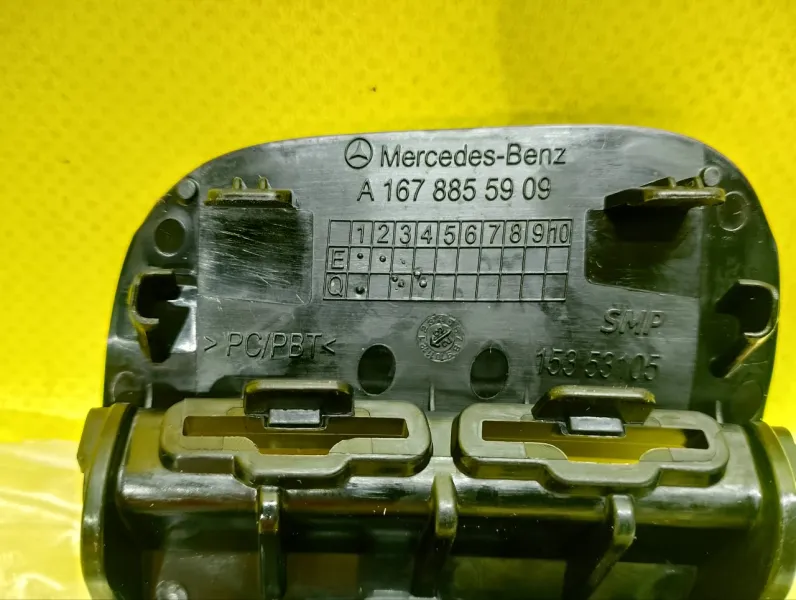 Mercedes-Benz
A 167 885 59 09
1 2 3 4 5 6 7 8 9 10
E
Q
SMP
>PC/PBT<
153 53105